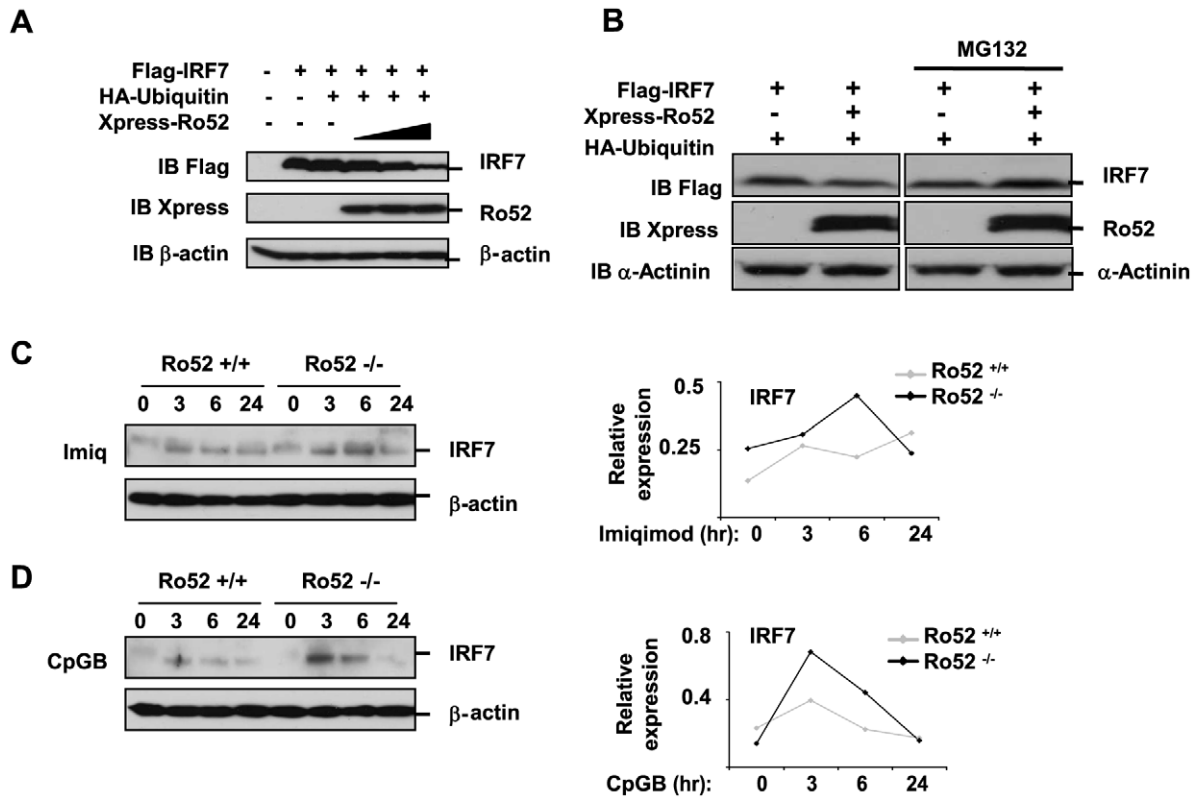 A
Flag-IRF7 - + + + + +
HA-Ubiquitin - - + + + +
Xpress-Ro52 - - -
IB Flag IRF7
IB Xpress Ro52
IB β-actin β-actin
B
MG132
Flag-IRF7 + + + +
Xpress-Ro52 - + - +
HA-Ubiquitin + + + +
IB Flag IRF7
IB Xpress Ro52
IB α-Actinin α-Actinin
C
Ro52 +/+ Ro52 -/-
0 3 6 24 0 3 6 24
Imiq IRF7
β-actin
Ro52 +/+
Ro52 -/-
IRF7
0.5
0.25
Relative
expression
Imiqimod (hr): 0 3 6 24
D
Ro52 +/+ Ro52 -/-
0 3 6 24 0 3 6 24
CpGB IRF7
β-actin
Ro52 +/+
Ro52 -/-
IRF7
0.8
0.4
Relative
expression
CpGB (hr): 0 3 6 24